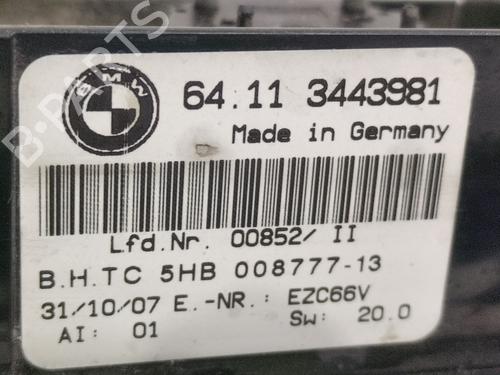 B-PARTS
BMW
64.11 3443981
Made in Germany
Lfd.Nr. 00852/ II
B.H.TC 5HB 008777-13
31/10/07 E.-NR.: EZC66V
AI: 01 Sw: 20.0